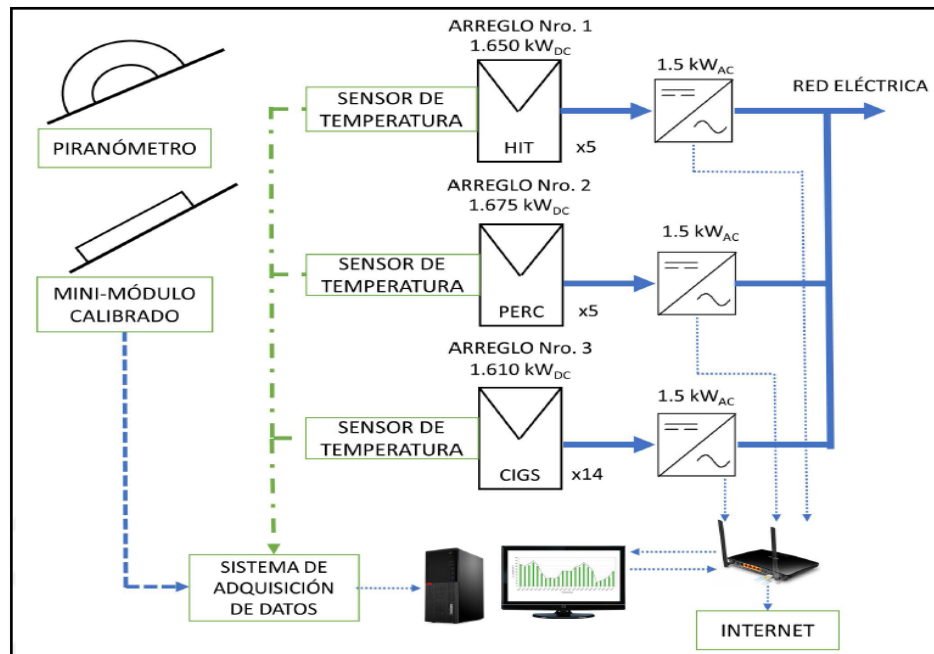 ARREGLO Nro. 1
1.650 kWDC
1.5 kWAC
RED ELÉCTRICA
SENSOR DE
TEMPERATURA
HIT
x5
PIRANÓMETRO
ARREGLO Nro. 2
1.675 kWDC
1.5 kWAC
SENSOR DE
TEMPERATURA
PERC
x5
MINI-MÓDULO
CALIBRADO
ARREGLO Nro. 3
1.610 kWDC
1.5 kWAC
SENSOR DE
TEMPERATURA
CIGS
x14
SISTEMA DE
ADQUISICIÓN
DE DATOS
INTERNET